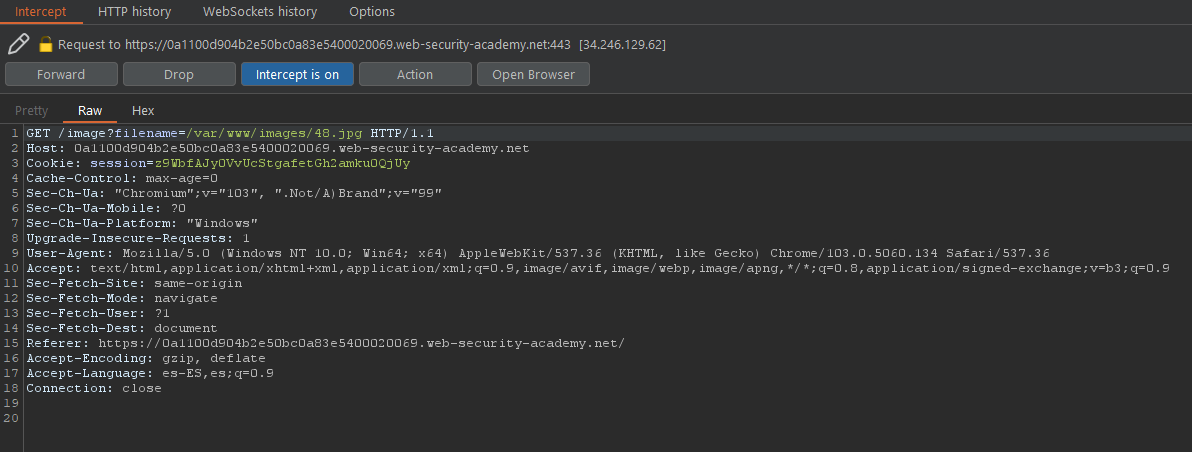 Intercept HTTP history WebSockets history Options
Request to https://0a1100d904b2e50bc0a83e5400020069.web-security-academy.net:443 [34.246.129.62]
Forward Drop Intercept is on Action Open Browser
Pretty Raw Hex
1 GET /image?filename=/var/www/images/48.jpg HTTP/1.1
2 Host: 0a1100d904b2e50bc0a83e5400020069.web-security-academy.net
3 Cookie: session=z9WbfAJy0VvUcStgafetGh2amku0QjUy
4 Cache-Control: max-age=0
5 Sec-Ch-Ua: "Chromium";v="103", ".Not/A)Brand";v="99"
6 Sec-Ch-Ua-Mobile: ?0
7 Sec-Ch-Ua-Platform: "Windows"
8 Upgrade-Insecure-Requests: 1
9 User-Agent: Mozilla/5.0 (Windows NT 10.0; Win64; x64) AppleWebKit/537.36 (KHTML, like Gecko) Chrome/103.0.5060.134 Safari/537.36
10 Accept: text/html,application/xhtml+xml,application/xml;q=0.9,image/avif,image/webp,image/apng,*/*;q=0.8,application/signed-exchange;v=b3;q=0.9
11 Sec-Fetch-Site: same-origin
12 Sec-Fetch-Mode: navigate
13 Sec-Fetch-User: ?1
14 Sec-Fetch-Dest: document
15 Referer: https://0a1100d904b2e50bc0a83e5400020069.web-security-academy.net/
16 Accept-Encoding: gzip, deflate
17 Accept-Language: es-ES,es;q=0.9
18 Connection: close
19
20